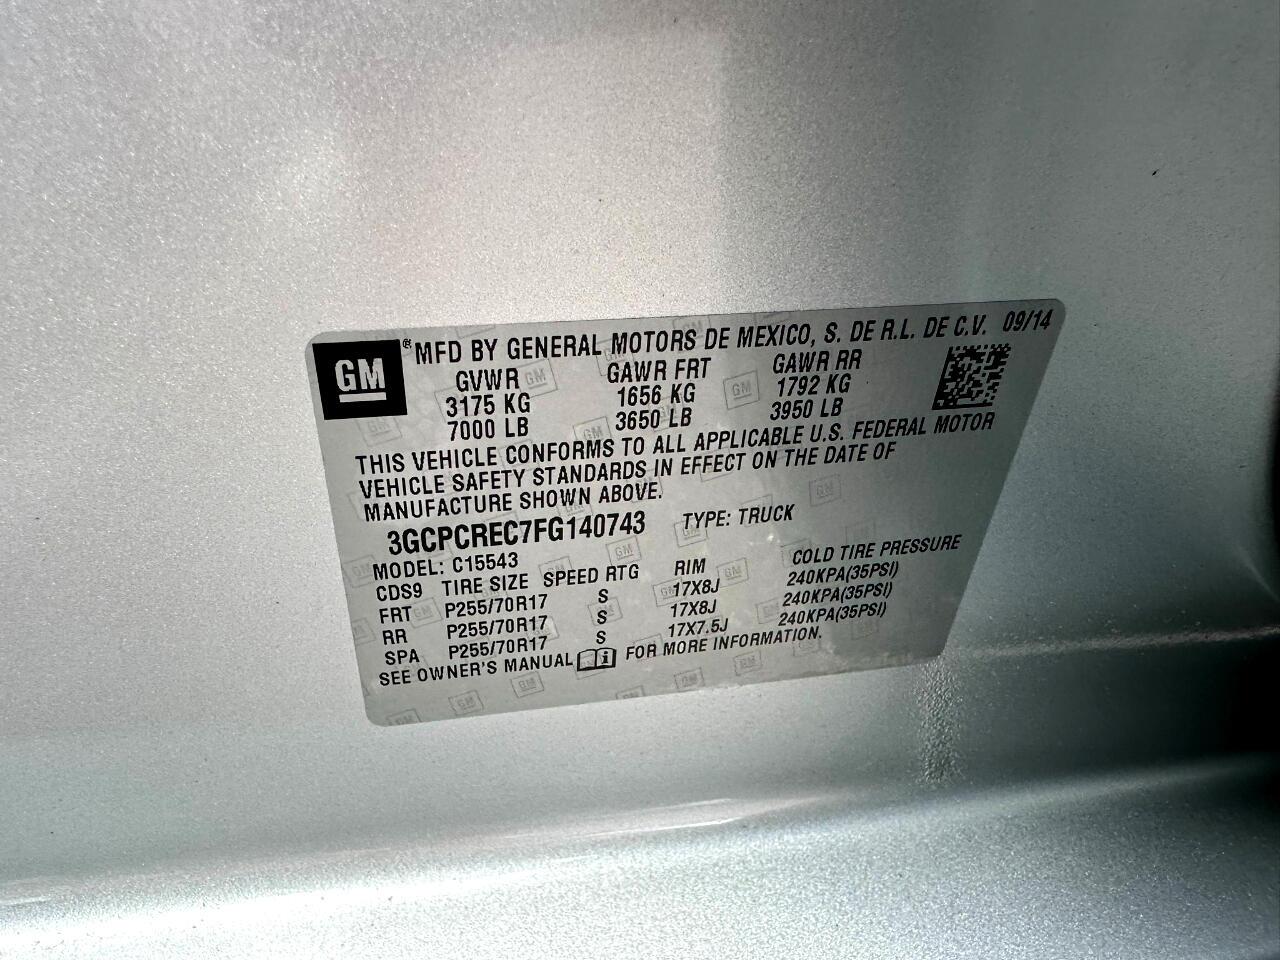 GM ® MFD BY GENERAL MOTORS DE MEXICO, S. DE R.L. DE C.V. 09/14
GVWR GAWR FRT GAWR RR
3175 KG 1656 KG 1792 KG
7000 LB 3650 LB 3950 LB
THIS VEHICLE CONFORMS TO ALL APPLICABLE U.S. FEDERAL MOTOR
VEHICLE SAFETY STANDARDS IN EFFECT ON THE DATE OF
MANUFACTURE SHOWN ABOVE.
3GCPCREC7FG140743 TYPE: TRUCK
MODEL: C15543
CDS9 TIRE SIZE SPEED RTG RIM COLD TIRE PRESSURE
FRT P255/70R17 S 17X8J 240KPA(35PSI)
RR P255/70R17 S 17X8J 240KPA(35PSI)
SPA P255/70R17 S 17X7.5J 240KPA(35PSI)
SEE OWNER'S MANUAL i FOR MORE INFORMATION.